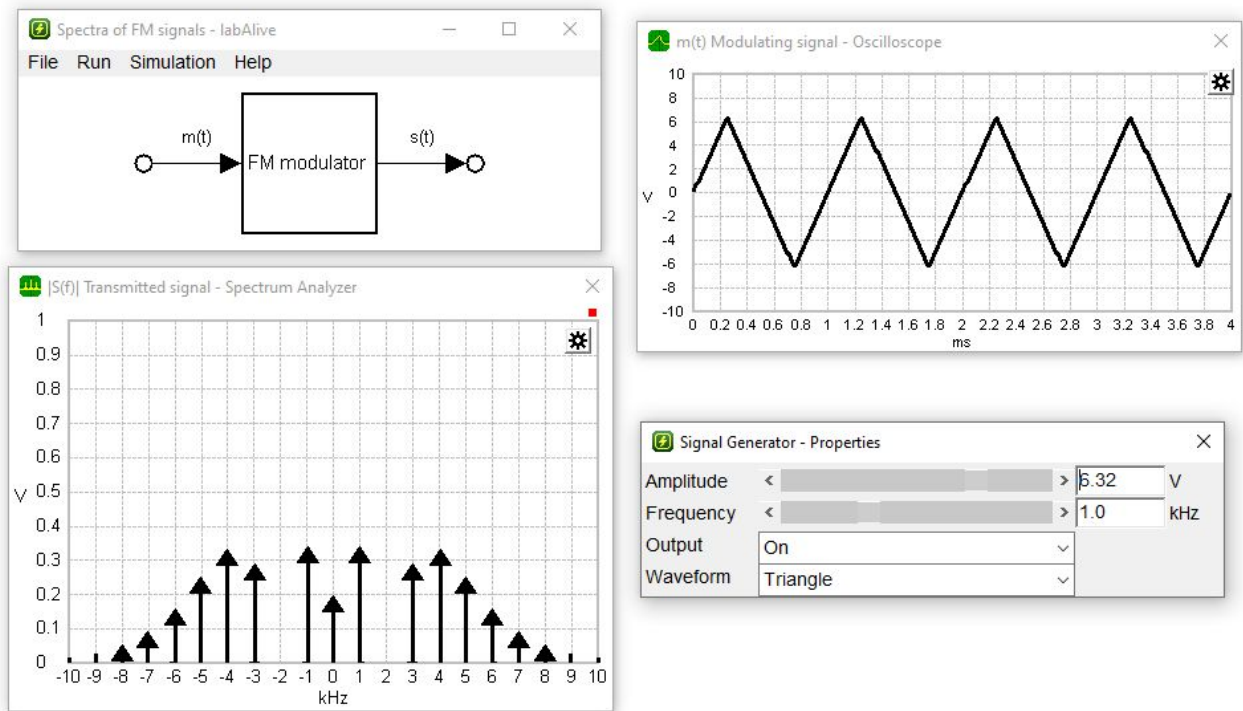 Spectra of FM signals - labAlive
File Run Simulation Help
m(t)
s(t)
FM modulator
m(t) Modulating signal - Oscilloscope
10
8
6
4
2
0
-2
-4
-6
-8
-10
V
0 0.2 0.4 0.6 0.8 1 1.2 1.4 1.6 1.8 2 2.2 2.4 2.6 2.8 3 3.2 3.4 3.6 3.8 4
ms
|S(f)| Transmitted signal - Spectrum Analyzer
1
0.9
0.8
0.7
0.6
0.5
0.4
0.3
0.2
0.1
0
V
-10 -9 -8 -7 -6 -5 -4 -3 -2 -1 0 1 2 3 4 5 6 7 8 9 10
kHz
Signal Generator - Properties
Amplitude 6.32 V
Frequency 1.0 kHz
Output On
Waveform Triangle